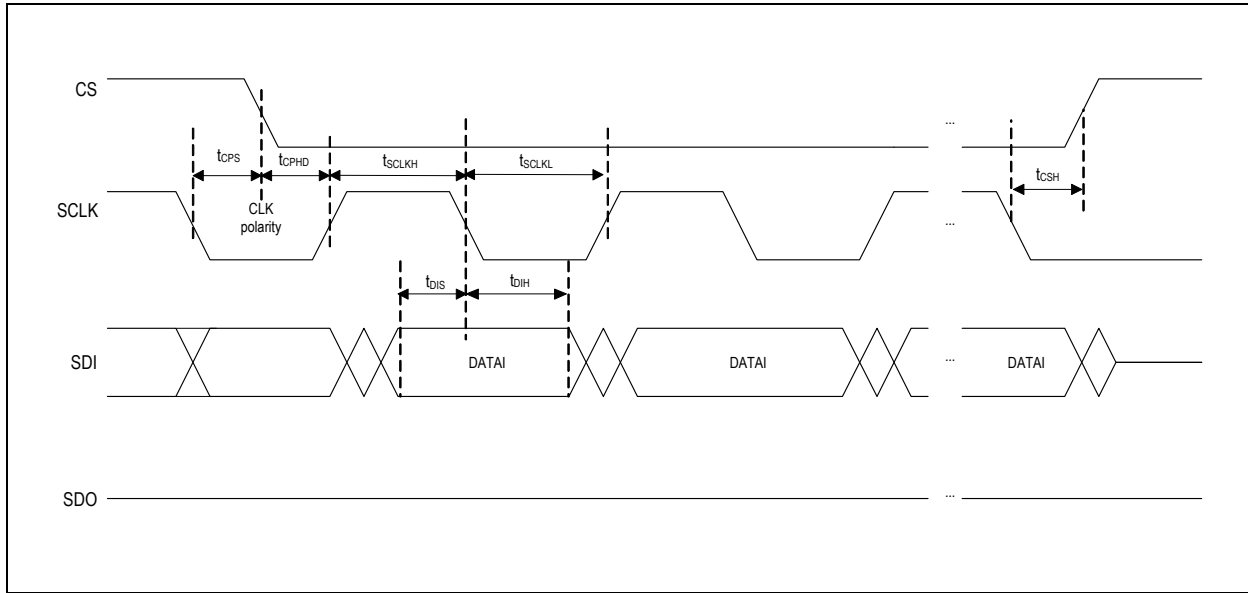 CS
...
tCPS
tCPHD
tSCLKH
tSCLKL
tCSH
SCLK
CLK
polarity
...
tDIS
tDIH
SDI
DATAI
DATAI
...
DATAI
SDO
...